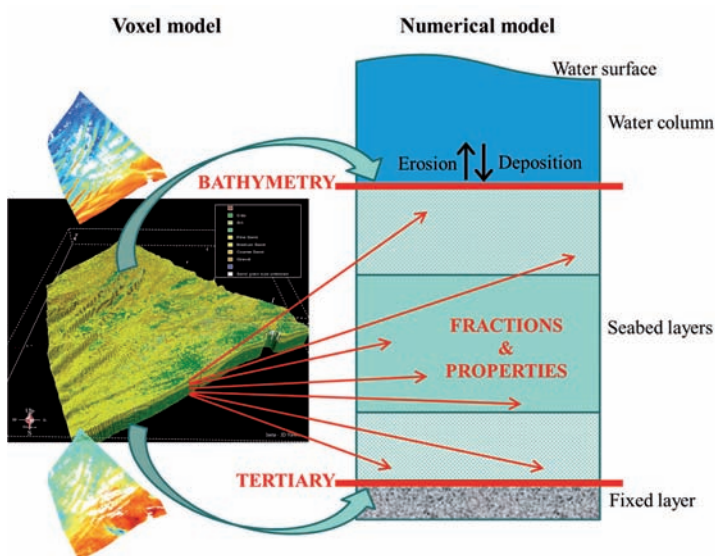 Voxel model
Numerical model
Water surface
Water column
Erosion
Deposition
BATHYMETRY
Seabed layers
FRACTIONS
&
PROPERTIES
TERTIARY
Fixed layer